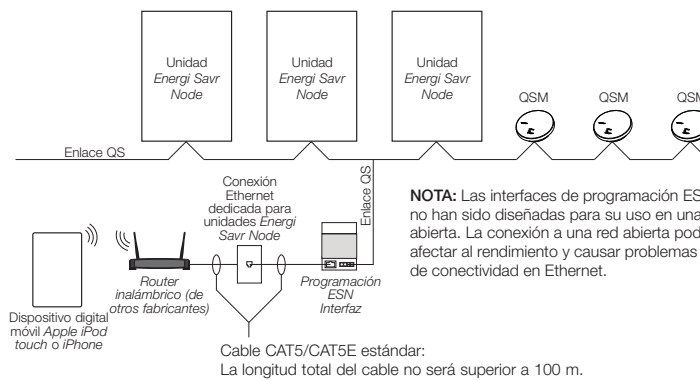 Unidad
Energi Savr
Node
Unidad
Energi Savr
Node
Unidad
Energi Savr
Node
QSM
QSM
QSM
Enlace QS
Enlace QS
Conexión
Ethernet
dedicada para
unidades Energi
Savr Node
NOTA: Las interfaces de programación ES
no han sido diseñadas para su uso en una
abierta. La conexión a una red abierta pod
afectar al rendimiento y causar problemas
de conectividad en Ethernet.
Router
inalámbrico (de
otros fabricantes)
Programación
ESN
Interfaz
Dispositivo digital
móvil Apple iPod
touch o iPhone
Cable CAT5/CAT5E estándar:
La longitud total del cable no será superior a 100 m.